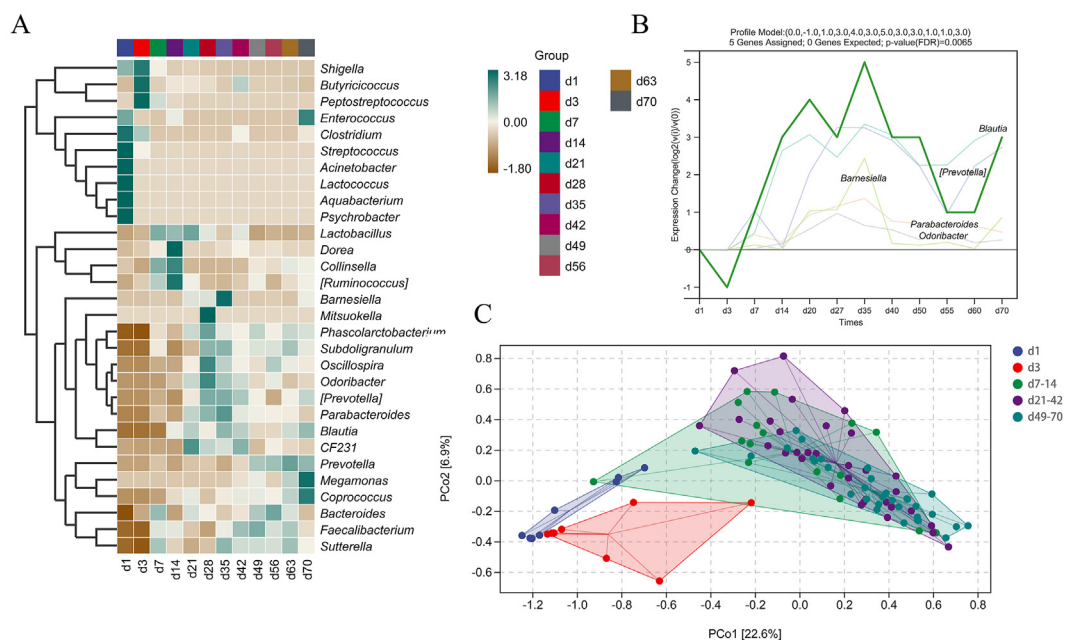 A
Shigella
Butyricicoccus
Peptostreptococcus
Enterococcus
Clostridium
Streptococcus
Acinetobacter
Lactococcus
Aquabacterium
Psychrobacter
Lactobacillus
Dorea
Collinsella
[Ruminococcus]
Barnesiella
Mitsuokella
Phascolarctobacterium
Subdoligranulum
Oscillospira
Odoribacter
[Prevotella]
Parabacteroides
Blautia
CF231
Prevotella
Megamonas
Coprococcus
Bacteroides
Faecalibacterium
Sutterella
d1 d3 d7 d14 d21 d28 d35 d42 d49 d56 d63 d70
3.18
0.00
-1.80
Group
d1
d3
d7
d14
d21
d28
d35
d42
d49
d56
d63
d70
B
Profile Model:(0.0,-1.0,1.0,3.0,4.0,3.0,5.0,3.0,3.0,1.0,1.0,3.0)
5 Genes Assigned; 0 Genes Expected; p-value(FDR)=0.0065
Expression Change(log2(v(i)/v(0))
5
4
3
2
1
0
-1
Blautia
[Prevotella]
Barnesiella
Parabacteroides
Odoribacter
d1 d3 d7 d14 d20 d27 d35 d40 d50 d55 d60 d70
Times
C
PCo2 [6.9%]
0.8
0.6
0.4
0.2
0.0
-0.2
-0.4
-0.6
-1.2 -1.0 -0.8 -0.6 -0.4 -0.2 0.0 0.2 0.4 0.6 0.8
PCo1 [22.6%]
d1
d3
d7-14
d21-42
d49-70